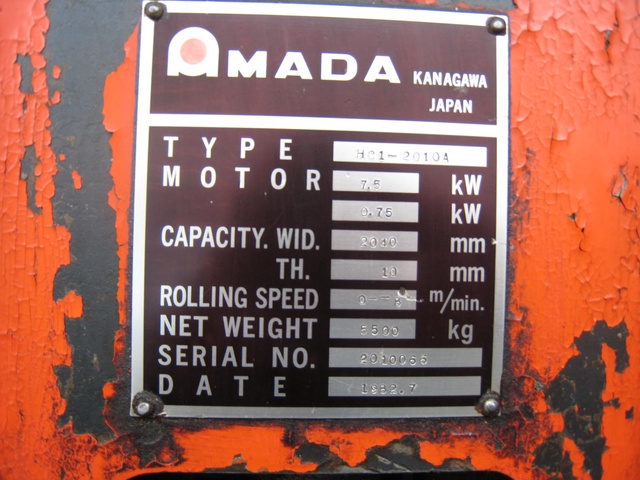 AMADA KANAGAWA
JAPAN
TYPE HC1-2010A
MOTOR 7.5 kW
0.75 kW
CAPACITY. WID. 2040 mm
TH. 10 mm
ROLLING SPEED m/min.
NET WEIGHT 5500 kg
SERIAL NO. 2010066
DATE 1982.7